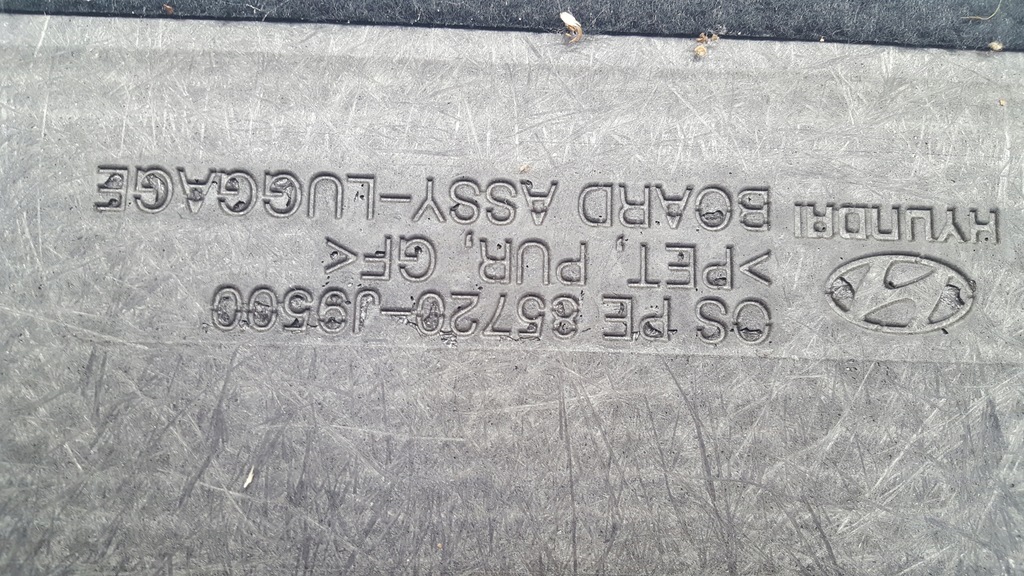 OS PE 85720-J9500
>PET, PUR, GF<
BOARD ASSY-LUGGAGE
HYUNDAI